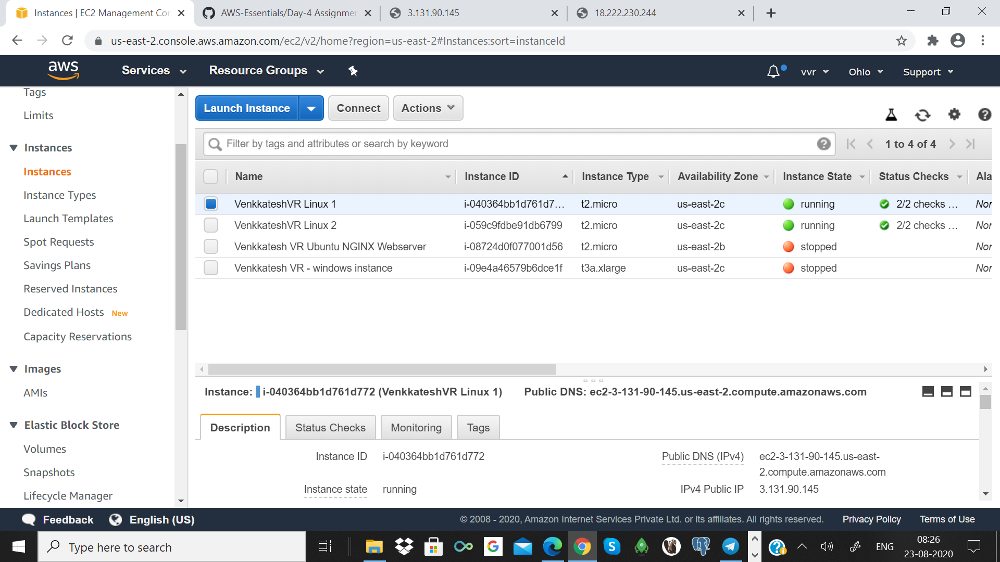 Instances | EC2 Management Con
AWS-Essentials/Day-4 Assignmen
3.131.90.145
18.222.230.244
us-east-2.console.aws.amazon.com/ec2/v2/home?region=us-east-2#Instances:sort=instanceId
aws
Services
Resource Groups
vvr
Ohio
Support
Tags
Limits
Instances
Instances
Instance Types
Launch Templates
Spot Requests
Savings Plans
Reserved Instances
Dedicated Hosts New
Capacity Reservations
Images
AMIs
Elastic Block Store
Volumes
Snapshots
Lifecycle Manager
Launch Instance
Connect
Actions
Filter by tags and attributes or search by keyword
1 to 4 of 4
Name Instance ID Instance Type Availability Zone Instance State Status Checks Ala
VenkkateshVR Linux 1 i-040364bb1d761d7... t2.micro us-east-2c running 2/2 checks ... Nor
VenkkateshVR Linux 2 i-059c9fdbe91db6799 t2.micro us-east-2c running 2/2 checks ... Nor
Venkkatesh VR Ubuntu NGINX Webserver i-08724d0f077001d56 t2.micro us-east-2b stopped Nor
Venkkatesh VR - windows instance i-09e4a46579b6dce1f t3a.xlarge us-east-2c stopped Nor
Instance: i-040364bb1d761d772 (VenkkateshVR Linux 1) Public DNS: ec2-3-131-90-145.us-east-2.compute.amazonaws.com
Description
Status Checks
Monitoring
Tags
Instance ID i-040364bb1d761d772
Public DNS (IPv4) ec2-3-131-90-145.us-east-
2.compute.amazonaws.com
Instance state running
IPv4 Public IP 3.131.90.145
Feedback
English (US)
© 2008 - 2020, Amazon Internet Services Private Ltd. or its affiliates. All rights reserved.
Privacy Policy
Terms of Use
Type here to search
ENG
08:26
23-08-2020